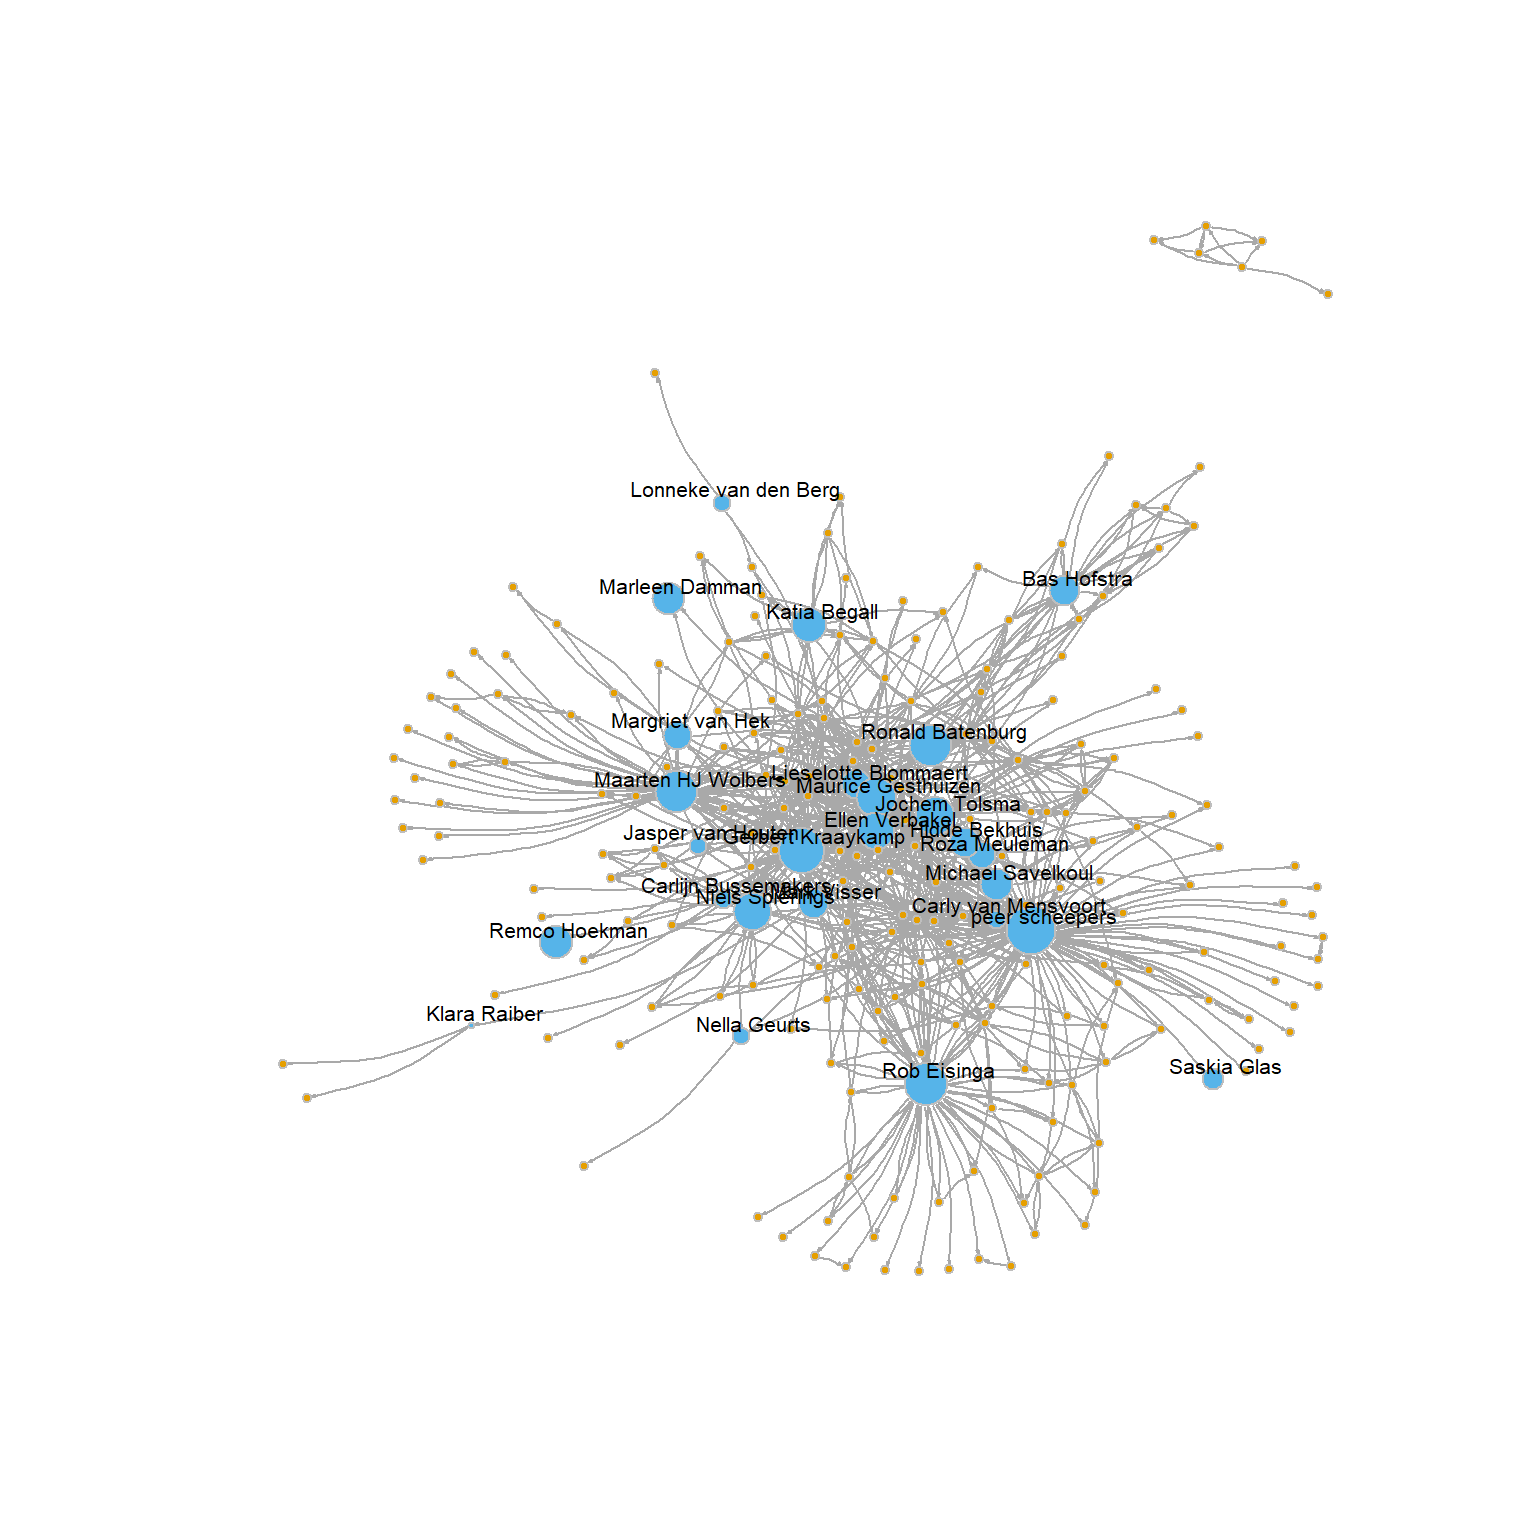 Lonneke van den Berg
Bas Hofstra
Marleen Damman
Katia Begall
Margriet van Hek
Ronald Batenburg
Lieselotte Blommaert
Maarten HJ Wolbers
Maurice Gesthuizen
Jochem Tolsma
Ellen Verbakel
Hidde Bekhuis
Jasper van Houten
Gerbert Kraaykamp
Roza Meuleman
Michael Savelkoul
Carlijn Bussemakers
Mark Visser
Niels Spierings
Carly van Mensvoort
peer scheepers
Remco Hoekman
Klara Raiber
Nella Geurts
Saskia Glas
Rob Eisinga